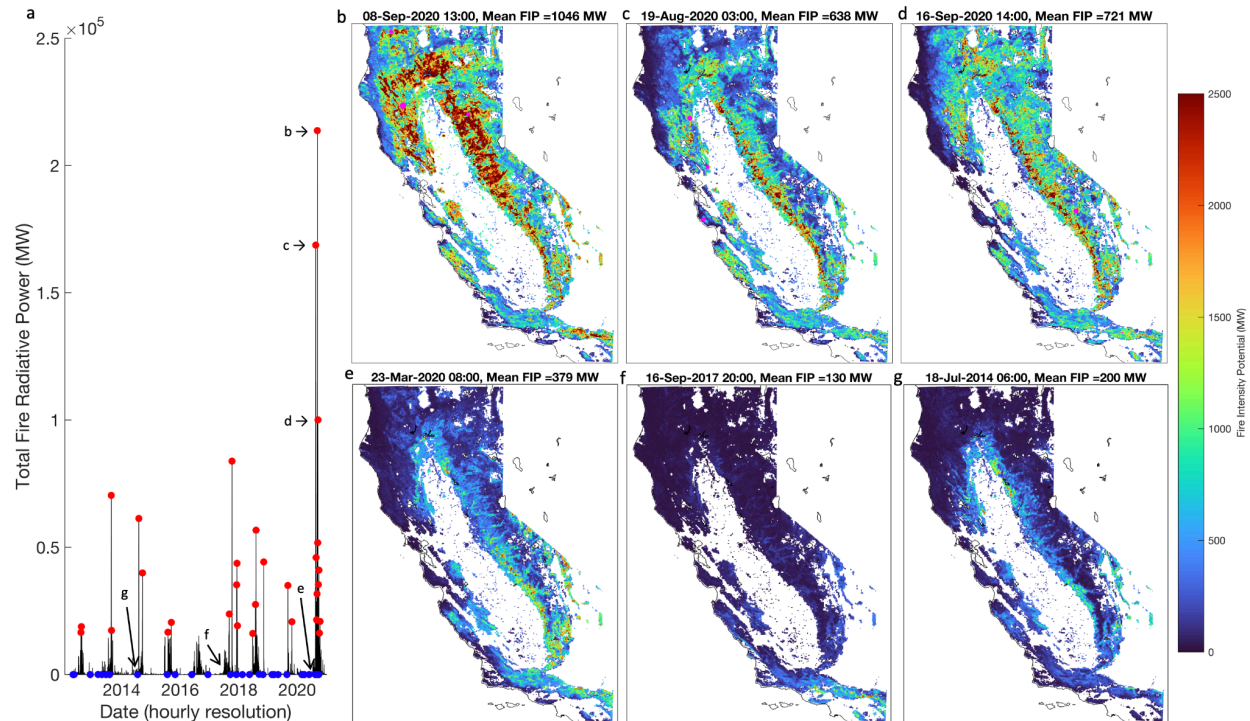 a
×10⁵
2.5
2
1.5
1
0.5
0
Total Fire Radiative Power (MW)
2014 2016 2018 2020
Date (hourly resolution)
b
c
d
e
f
g
b 08-Sep-2020 13:00, Mean FIP =1046 MW
c 19-Aug-2020 03:00, Mean FIP =638 MW
d 16-Sep-2020 14:00, Mean FIP =721 MW
e 23-Mar-2020 08:00, Mean FIP =379 MW
f 16-Sep-2017 20:00, Mean FIP =130 MW
g 18-Jul-2014 06:00, Mean FIP =200 MW
2500
2000
1500
1000
500
0
Fire Intensity Potential (MW)